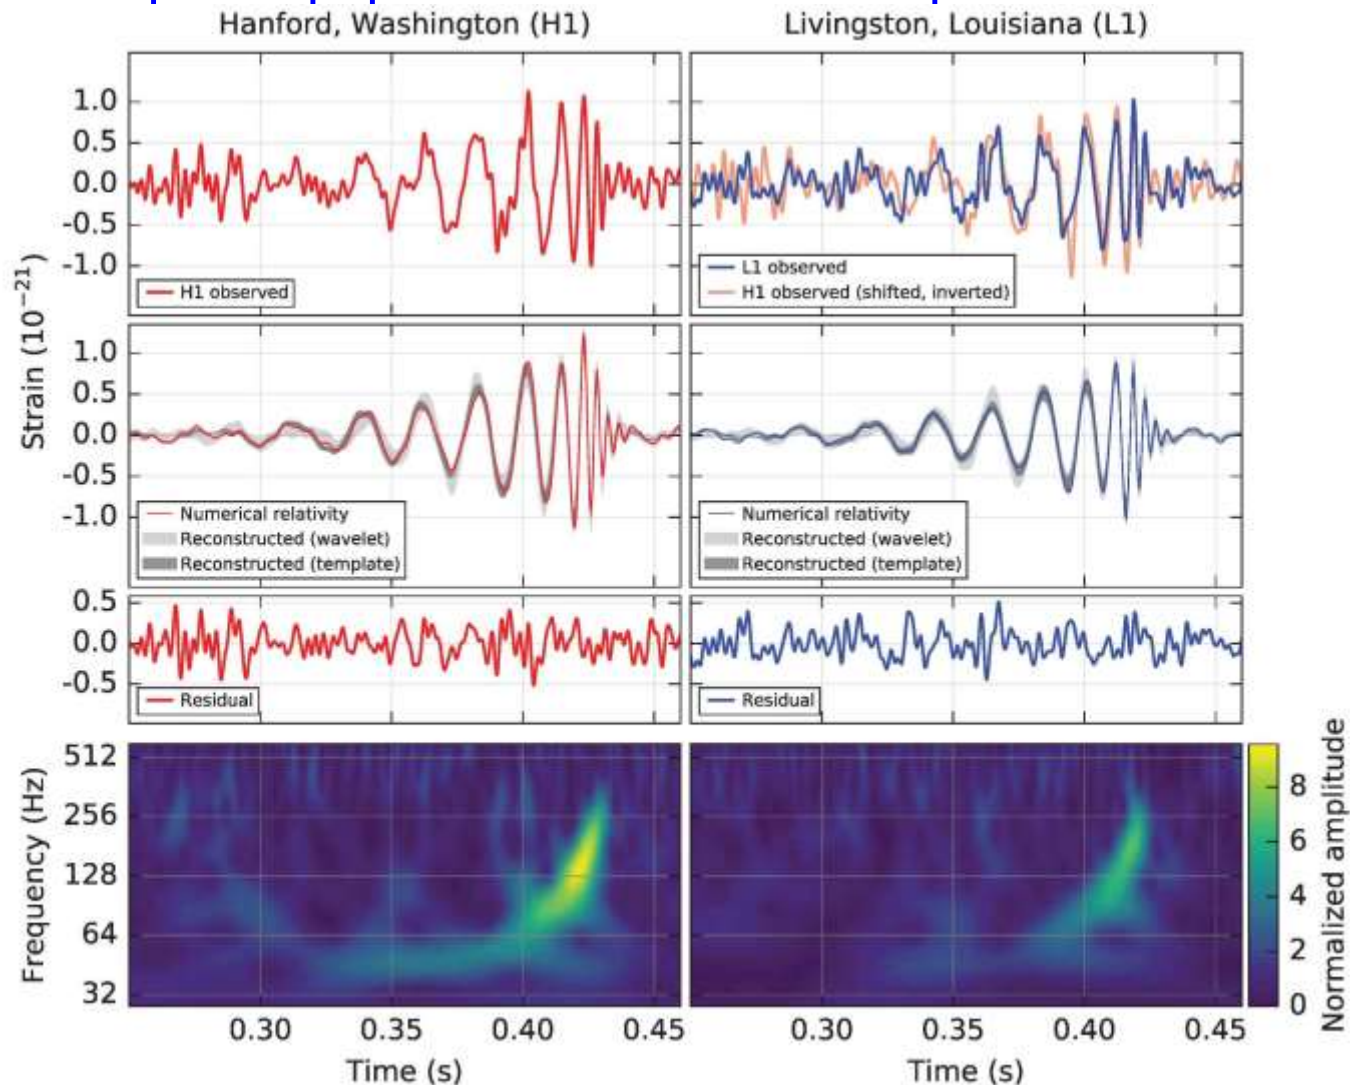 Hanford, Washington (H1)
Livingston, Louisiana (L1)
Strain (10⁻²¹)
1.0
0.5
0.0
-0.5
-1.0
H1 observed
L1 observed
H1 observed (shifted, inverted)
1.0
0.5
0.0
-0.5
-1.0
Numerical relativity
Reconstructed (wavelet)
Reconstructed (template)
Numerical relativity
Reconstructed (wavelet)
Reconstructed (template)
0.5
0.0
-0.5
Residual
Residual
Frequency (Hz)
512
256
128
64
32
0.30 0.35 0.40 0.45
Time (s)
0.30 0.35 0.40 0.45
Time (s)
8
6
4
2
0
Normalized amplitude